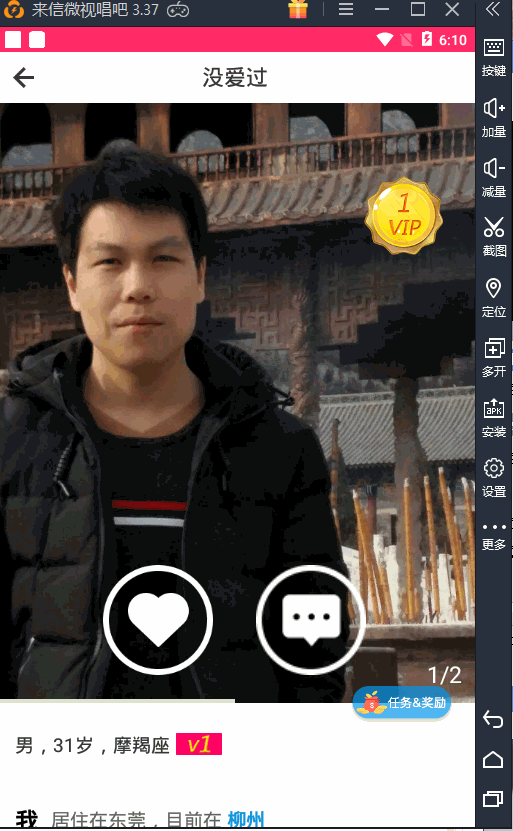 来信微视唱吧 3.37
6:10
没爱过
1
VIP
1/2
任务&奖励
男，31岁，摩羯座 v1
我 居住在东莞，目前在 柳州
按键
加量
减量
截图
定位
多开
APK
安装
设置
更多